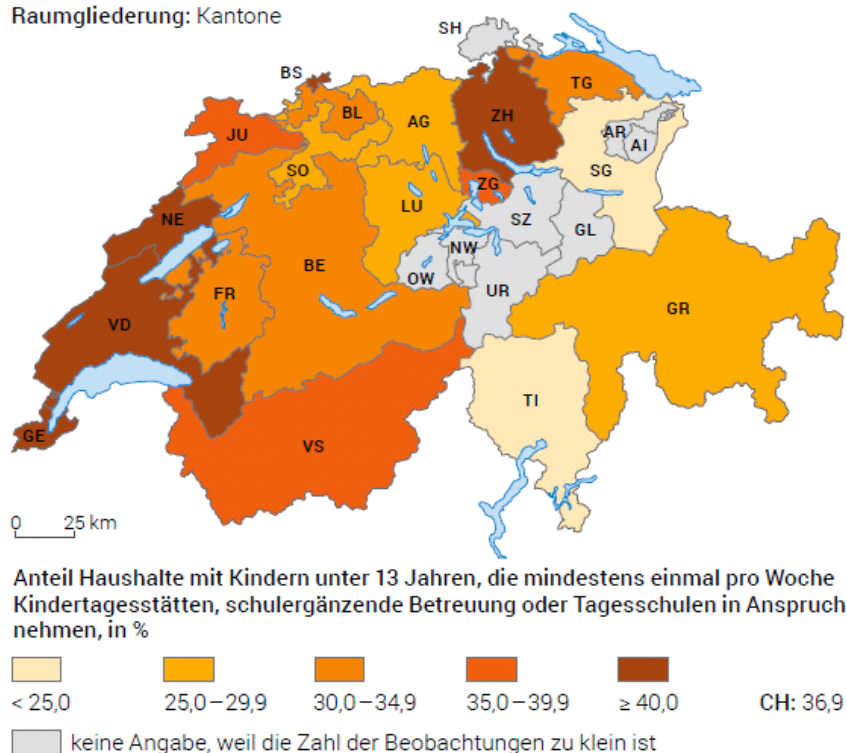 Raumgliederung: Kantone
SH
BS
TG
BL
ZH
AG
JU
AR
AI
SO
SG
ZG
LU
NE
SZ
GL
NW
BE
OW
FR
UR
GR
VD
TI
GE
VS
0 25 km
Anteil Haushalte mit Kindern unter 13 Jahren, die mindestens einmal pro Woche
Kindertagesstätten, schulergänzende Betreuung oder Tagesschulen in Anspruch
nehmen, in %
< 25,0 25,0–29,9 30,0–34,9 35,0–39,9 ≥ 40,0 CH: 36,9
keine Angabe, weil die Zahl der Beobachtungen zu klein ist